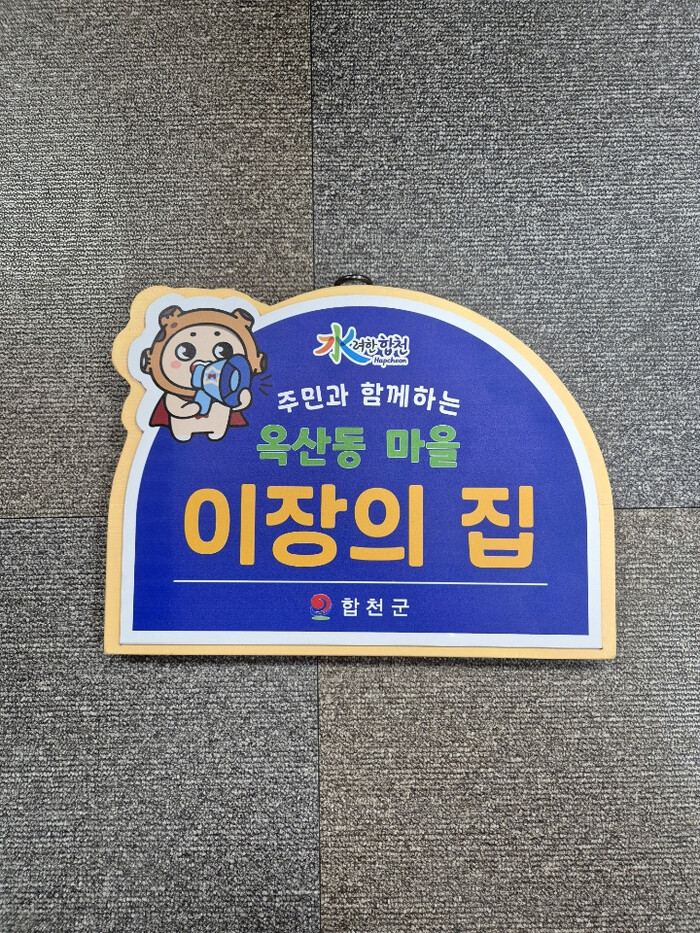 水려한합천
Hapcheon
주민과 함께하는
옥산동 마을
이장의 집
합천군